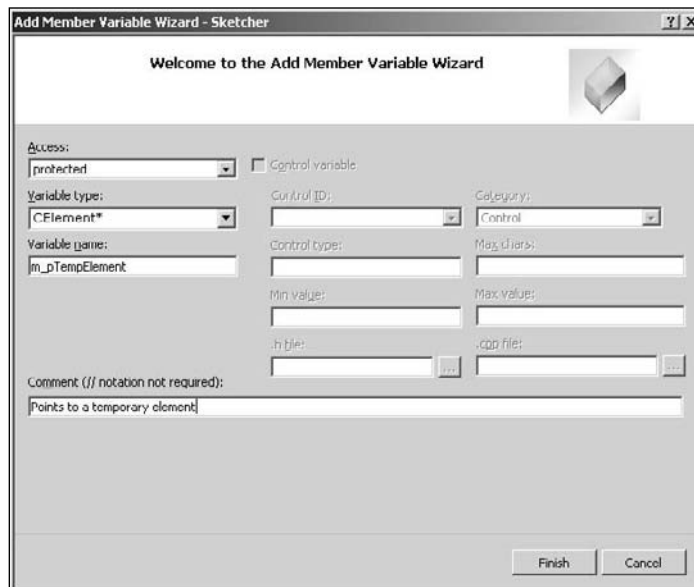 Add Member Variable Wizard - Sketcher
Welcome to the Add Member Variable Wizard
Access:
protected
Control variable
Variable type:
Control ID:
Category:
CElement*
Control
Variable name:
Control type:
Max chars:
m_pTempElement
Min value:
Max value:
.h file:
.cpp file:
...
...
Comment (// notation not required):
Points to a temporary element
Finish
Cancel